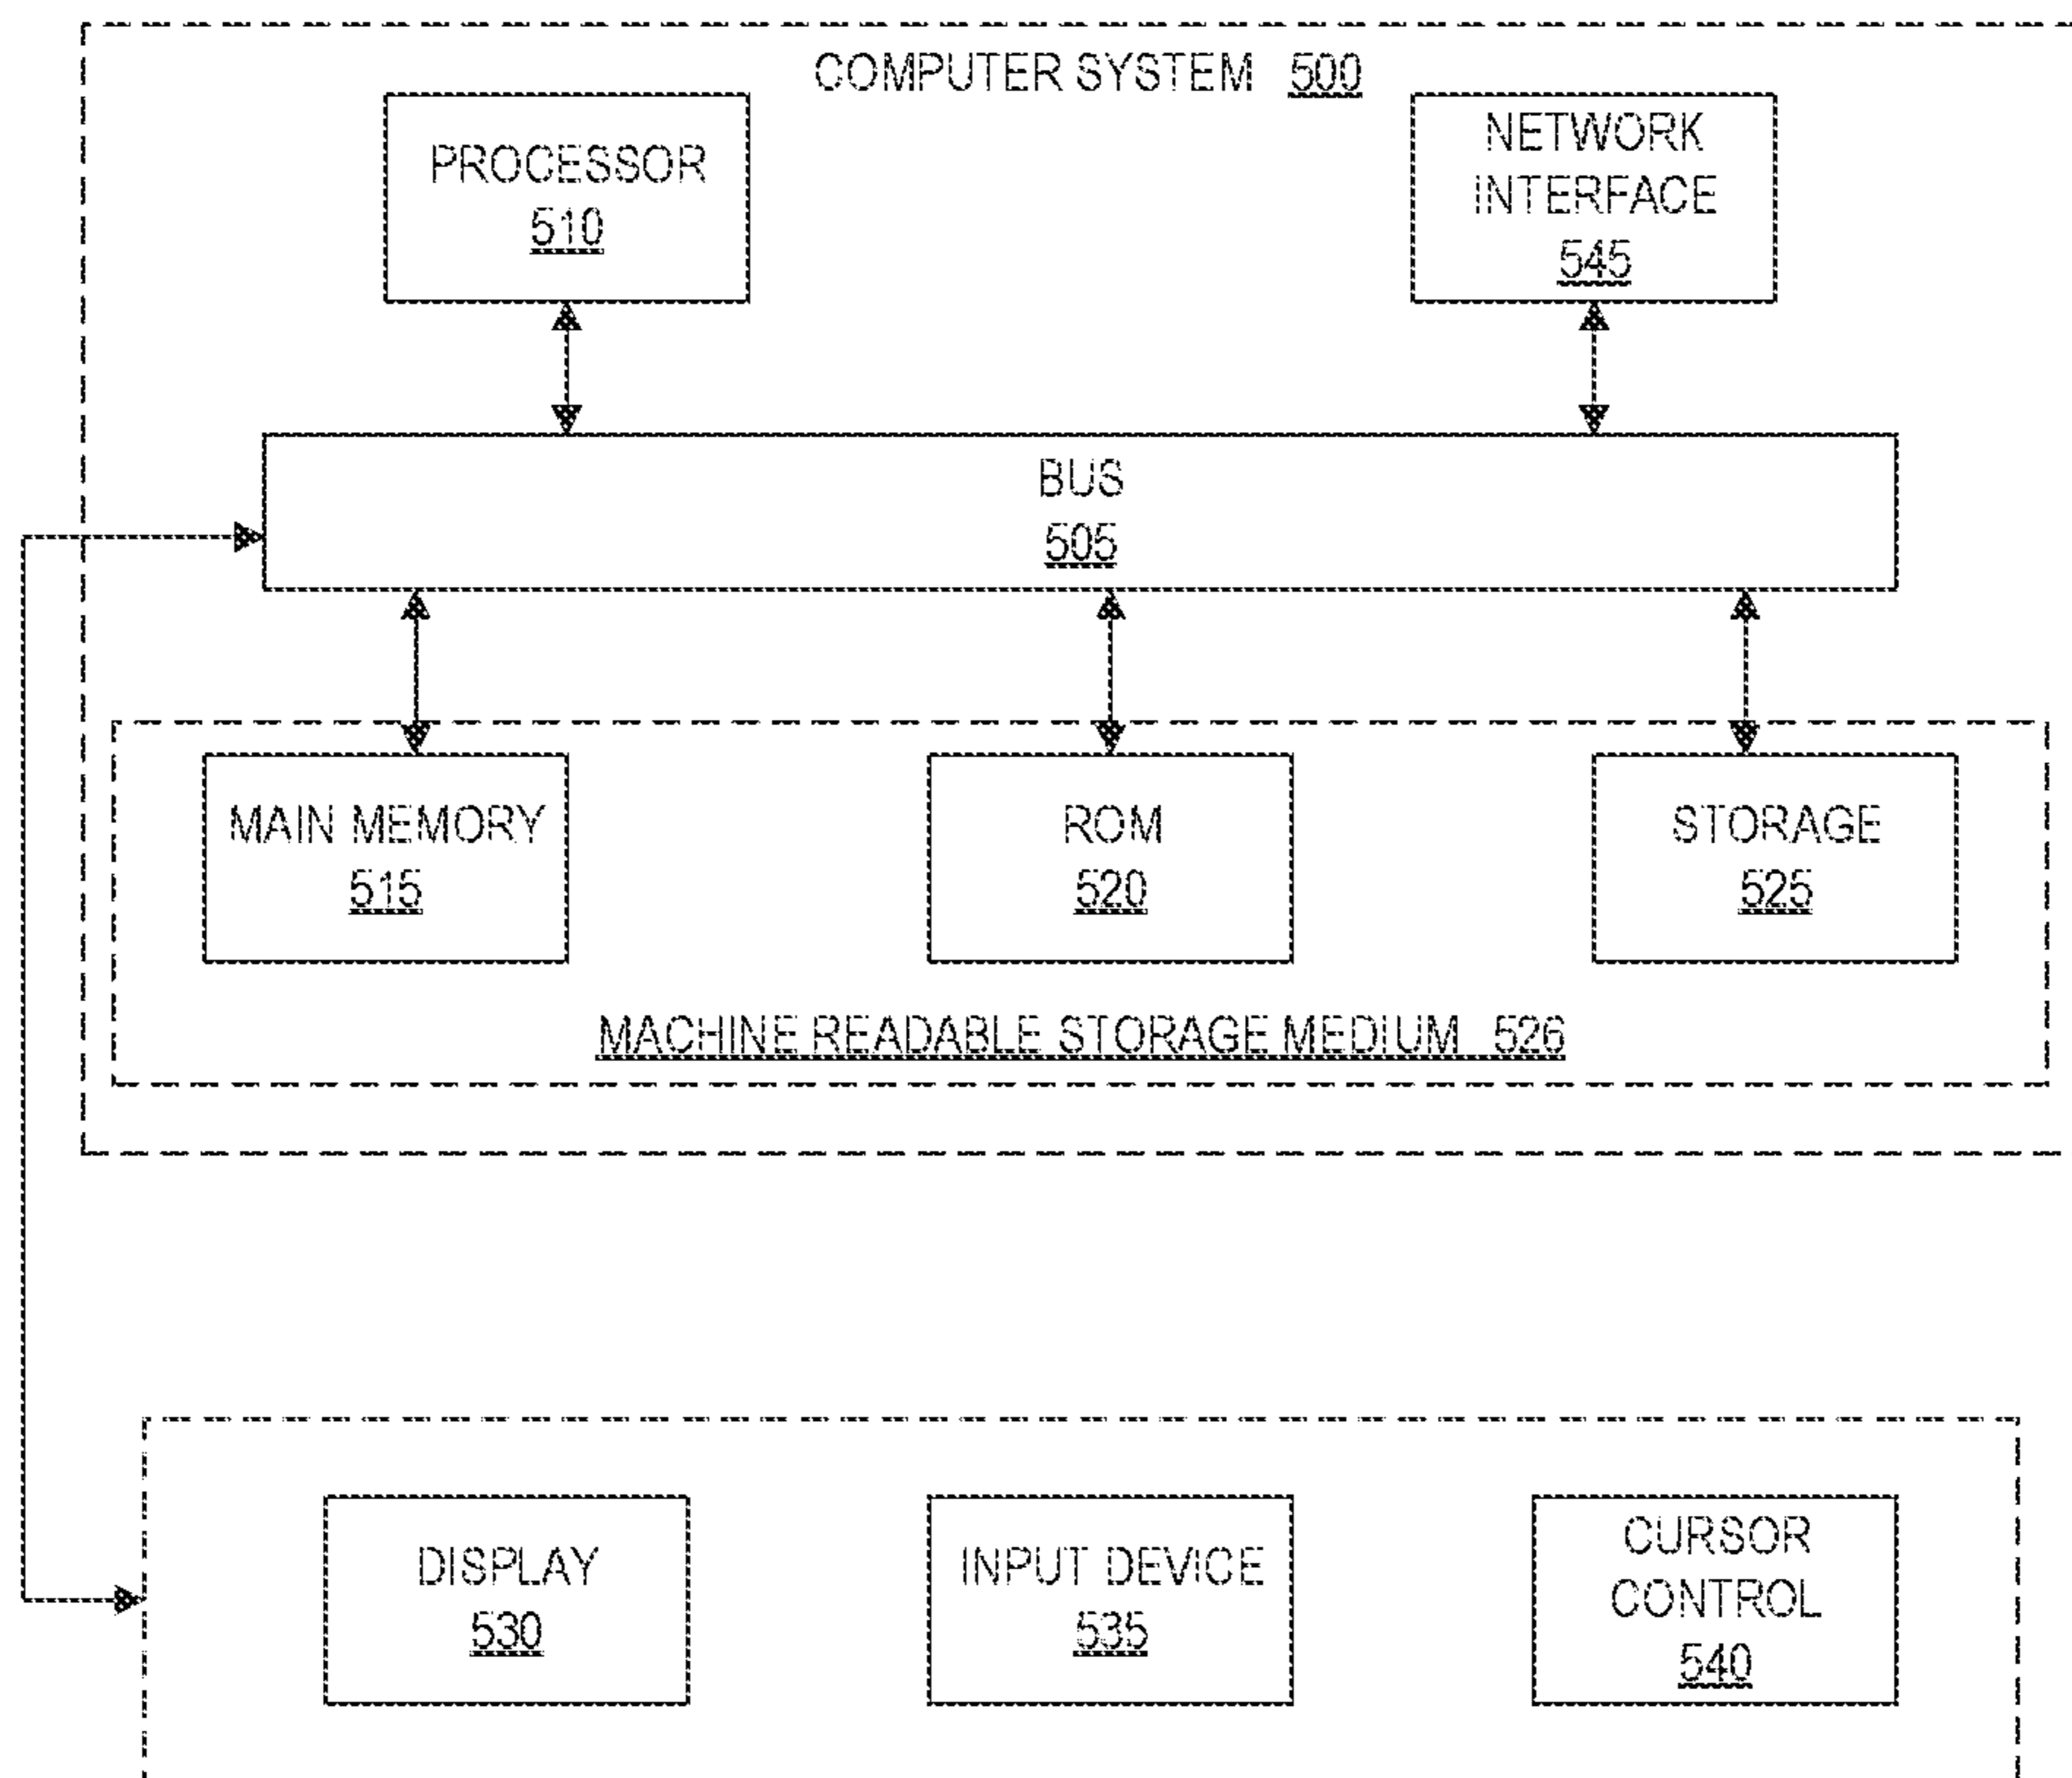 COMPUTER SYSTEM 500
PROCESSOR
510
NETWORK
INTERFACE
545
BUS
505
MAIN MEMORY
515
ROM
520
STORAGE
525
MACHINE READABLE STORAGE MEDIUM 526
DISPLAY
530
INPUT DEVICE
535
CURSOR
CONTROL
540